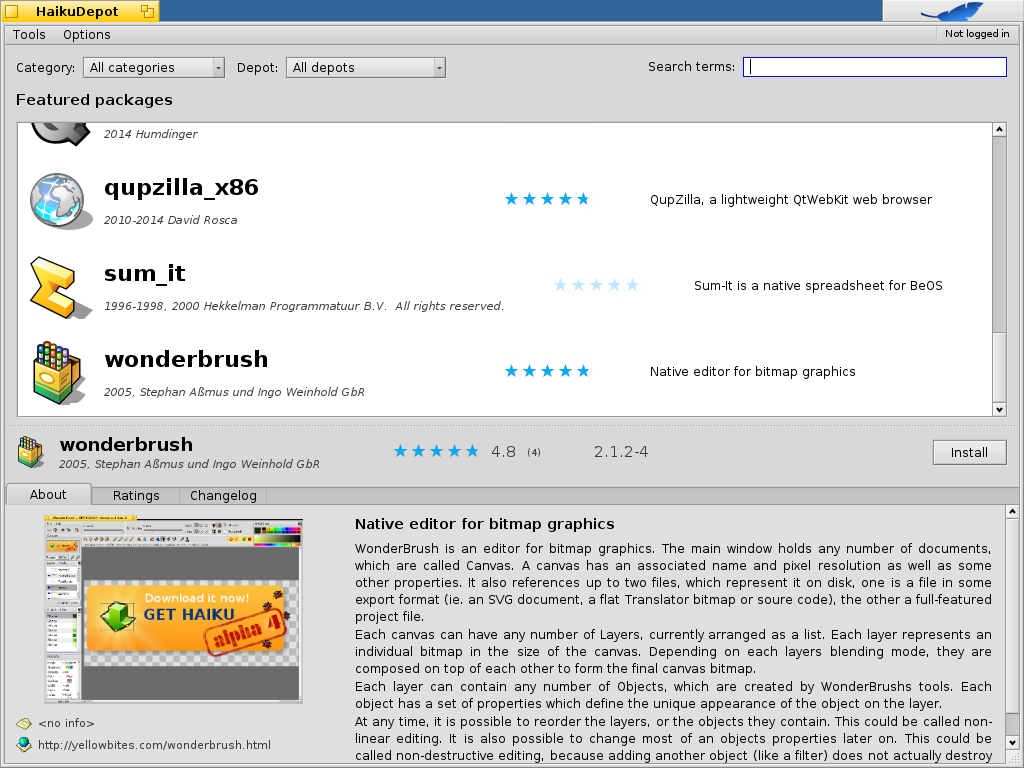 HaikuDepot
Tools Options Not logged in
Category: All categories Depot: All depots Search terms:
Featured packages
2014 Humdinger
qupzilla_x86
QupZilla, a lightweight QtWebKit web browser
2010-2014 David Rosca
sum_it
Sum-It is a native spreadsheet for BeOS
1996-1998, 2000 Hekkelman Programmatuur B.V.  All rights reserved.
wonderbrush
Native editor for bitmap graphics
2005, Stephan Aßmus und Ingo Weinhold GbR
wonderbrush
2005, Stephan Aßmus und Ingo Weinhold GbR
4.8 (4) 2.1.2-4 Install
About Ratings Changelog
Download it now!
GET HAIKU
alpha 4
<no info>
http://yellowbites.com/wonderbrush.html
Native editor for bitmap graphics
WonderBrush is an editor for bitmap graphics. The main window holds any number of documents,
which are called Canvas. A canvas has an associated name and pixel resolution as well as some
other properties. It also references up to two files, which represent it on disk, one is a file in some
export format (ie. an SVG document, a flat Translator bitmap or soure code), the other a full-featured
project file.
Each canvas can have any number of Layers, currently arranged as a list. Each layer represents an
individual bitmap in the size of the canvas. Depending on each layers blending mode, they are
composed on top of each other to form the final canvas bitmap.
Each layer can contain any number of Objects, which are created by WonderBrushs tools. Each
object has a set of properties which define the unique appearance of the object on the layer.
At any time, it is possible to reorder the layers, or the objects they contain. This could be called non-
linear editing. It is also possible to change most of an objects properties later on. This could be
called non-destructive editing, because adding another object (like a filter) does not actually destroy